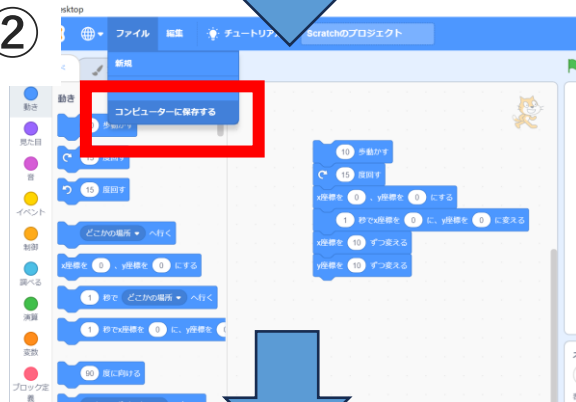 ②
esktop
ファイル 編集 チュートリア
Scratchのプロジェクト
新規
コンピューターに保存する
動き
見た目
音
イベント
制御
調べる
演算
変数
ブロック定
義
動き
歩動かす
15 度回す
15 度回す
どこかの場所 へ行く
x座標を 0 、y座標を 0 にする
1 秒で どこかの場所 へ行く
1 秒でx座標を 0 に、y座標を
90 度に向ける
10 歩動かす
15 度回す
x座標を 0 、y座標を 0 にする
1 秒でx座標を 0 に、y座標を 0 に変える
x座標を 10 ずつ変える
y座標を 10 ずつ変える